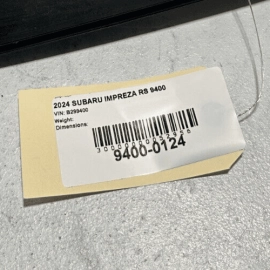 2024 SUBARU IMPREZA RS 9400
VIN: B299400
Weight:
Dimensions:
9400-0124